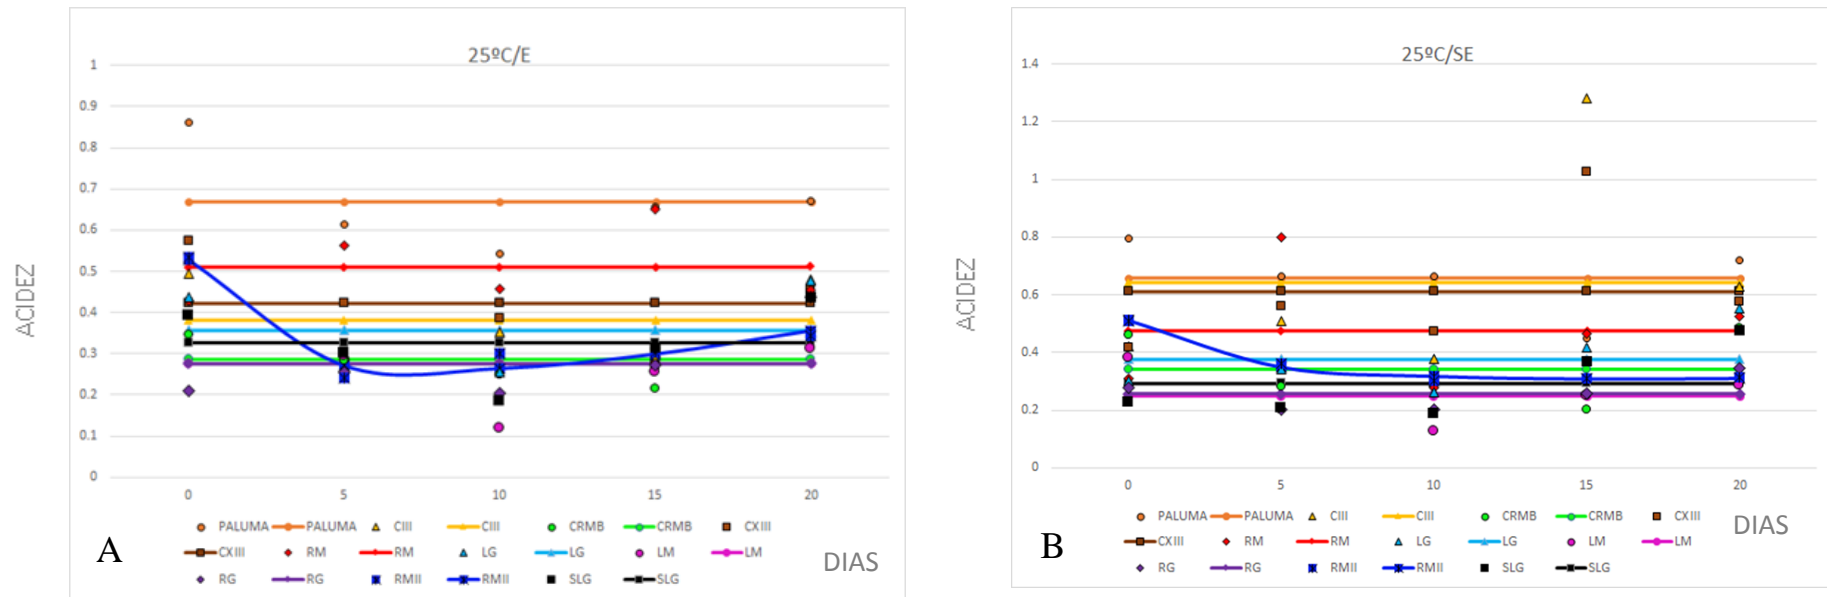 25ºC/E
1
0.9
0.8
0.7
0.6
0.5
0.4
0.3
0.2
0.1
0
ACIDEZ
0 5 10 15 20
PALUMA PALUMA CIII CIII CRMB CRMB CXIII
CXIII RM RM LG LG LM LM
RG RG RMII RMII SLG SLG
A
DIAS
25ºC/SE
1.4
1.2
1
0.8
0.6
0.4
0.2
0
ACIDEZ
0 5 10 15 20
PALUMA PALUMA CIII CIII CRMB CRMB CXIII
CXIII RM RM LG LG LM LM
RG RG RMII RMII SLG SLG
B
DIAS